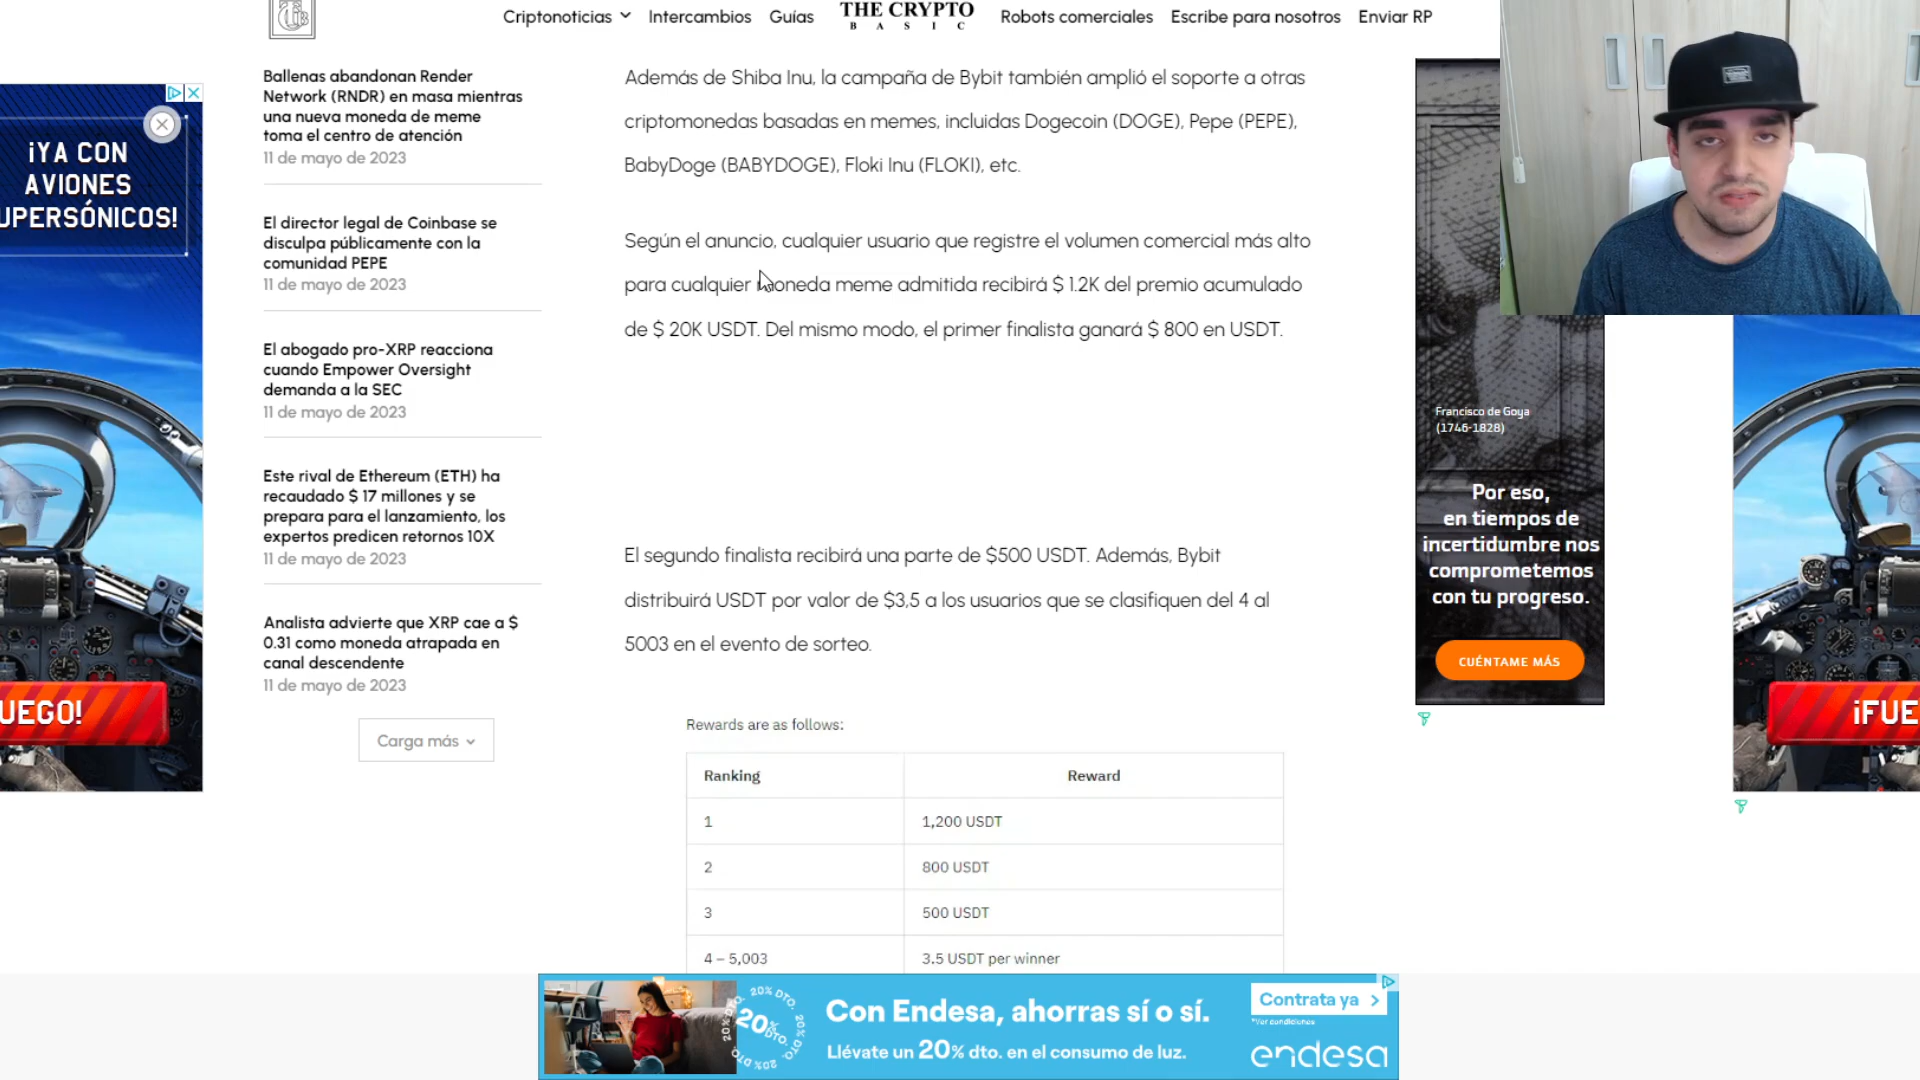 Criptonoticias
Intercambios
Guías
THE CRYPTO
BASIC
Robots comerciales
Escribe para nosotros
Enviar RP
Ballenas abandonan Render
Network (RNDR) en masa mientras
una nueva moneda de meme
toma el centro de atención
11 de mayo de 2023
El director legal de Coinbase se
disculpa públicamente con la
comunidad PEPE
11 de mayo de 2023
El abogado pro-XRP reacciona
cuando Empower Oversight
demanda a la SEC
11 de mayo de 2023
Este rival de Ethereum (ETH) ha
recaudado $ 17 millones y se
prepara para el lanzamiento, los
expertos predicen retornos 10X
11 de mayo de 2023
Analista advierte que XRP cae a $
0.31 como moneda atrapada en
canal descendente
11 de mayo de 2023
Carga más
Además de Shiba Inu, la campaña de Bybit también amplió el soporte a otras
criptomonedas basadas en memes, incluidas Dogecoin (DOGE), Pepe (PEPE),
BabyDoge (BABYDOGE), Floki Inu (FLOKI), etc.
Según el anuncio, cualquier usuario que registre el volumen comercial más alto
para cualquier moneda meme admitida recibirá $ 1.2K del premio acumulado
de $ 20K USDT. Del mismo modo, el primer finalista ganará $ 800 en USDT.
El segundo finalista recibirá una parte de $500 USDT. Además, Bybit
distribuirá USDT por valor de $3,5 a los usuarios que se clasifiquen del 4 al
5003 en el evento de sorteo.
Rewards are as follows:
Ranking Reward
1 1,200 USDT
2 800 USDT
3 500 USDT
4 – 5,003 3.5 USDT per winner
¡YA CON
AVIONES
UPERSÓNICOS!
UEGO!
Francisco de Goya
(1746-1828)
Por eso,
en tiempos de
incertidumbre nos
comprometemos
con tu progreso.
CUÉNTAME MÁS
¡FUE
20% DTO. 20% DTO. 20% DTO. 20% DTO.
20% DTO.
Con Endesa, ahorras sí o sí.
Llévate un 20% dto. en el consumo de luz.
Contrata ya
*Ver condiciones
endesa